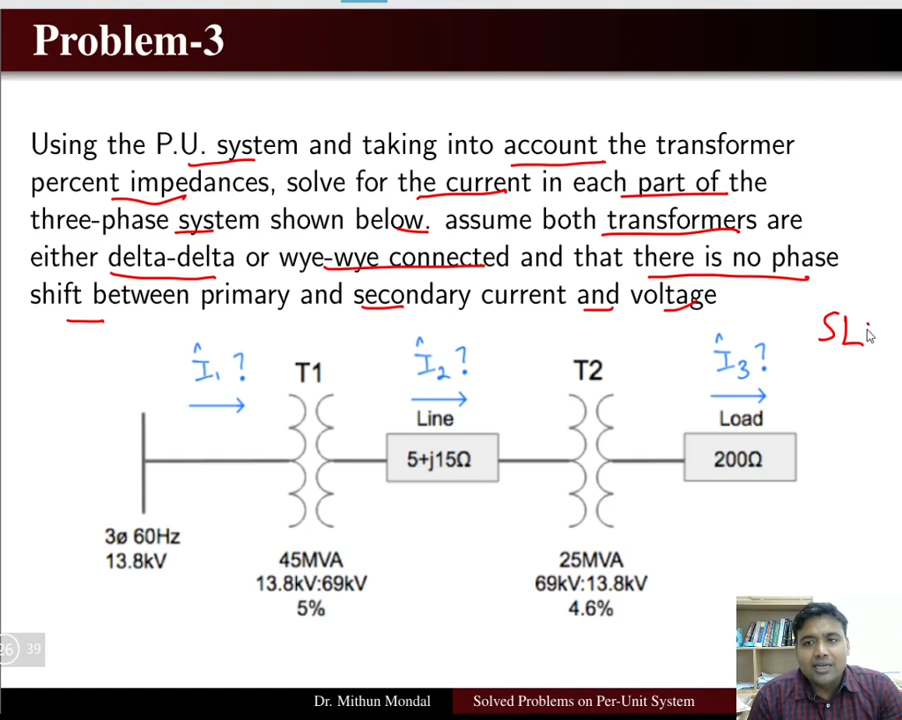 Problem-3
Using the P.U. system and taking into account the transformer
percent impedances, solve for the current in each part of the
three-phase system shown below. assume both transformers are
either delta-delta or wye-wye connected and that there is no phase
shift between primary and secondary current and voltage
SLi
Î₁ ?
T1
Î₂ ?
T2
Î₃ ?
Line
Load
5+j15Ω
200Ω
3ø 60Hz
13.8kV
45MVA
13.8kV:69kV
5%
25MVA
69kV:13.8kV
4.6%
26 39
Dr. Mithun Mondal
Solved Problems on Per-Unit System